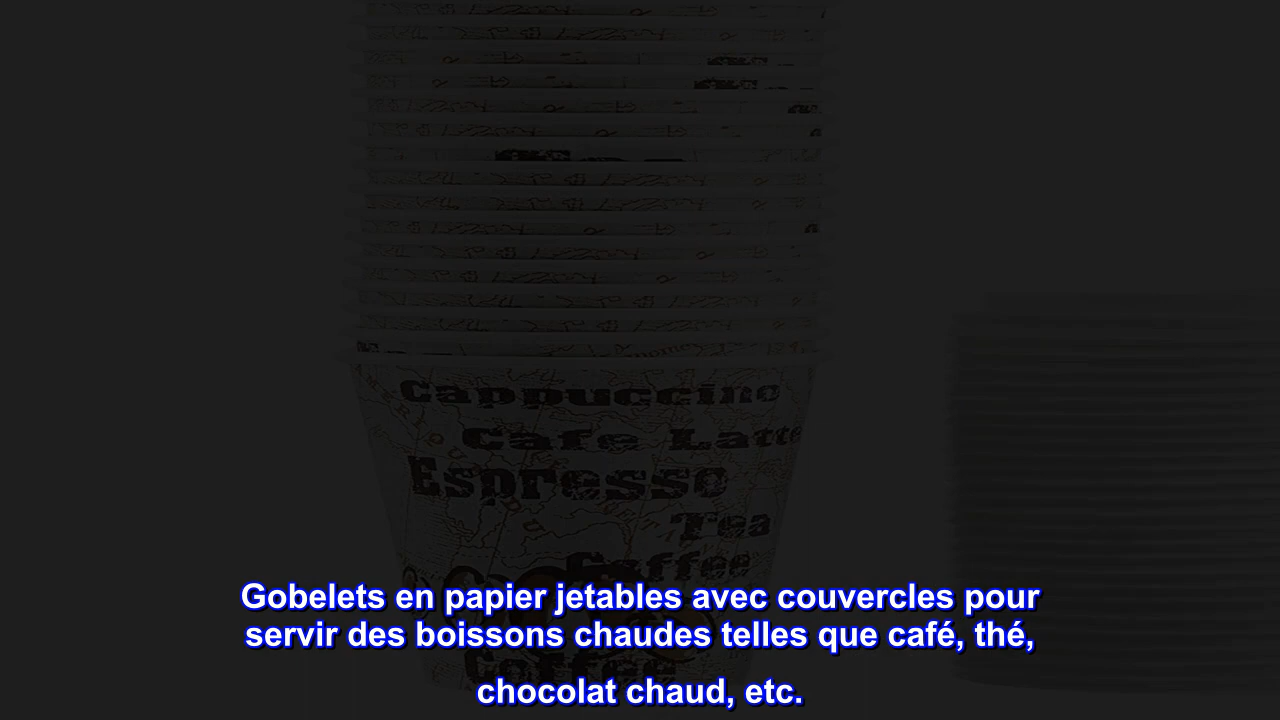 Cappuccino
Cafe Latte
Espresso
Tea
Coffee
Gobelets en papier jetables avec couvercles pour
servir des boissons chaudes telles que café, thé,
Coffee
chocolat chaud, etc.